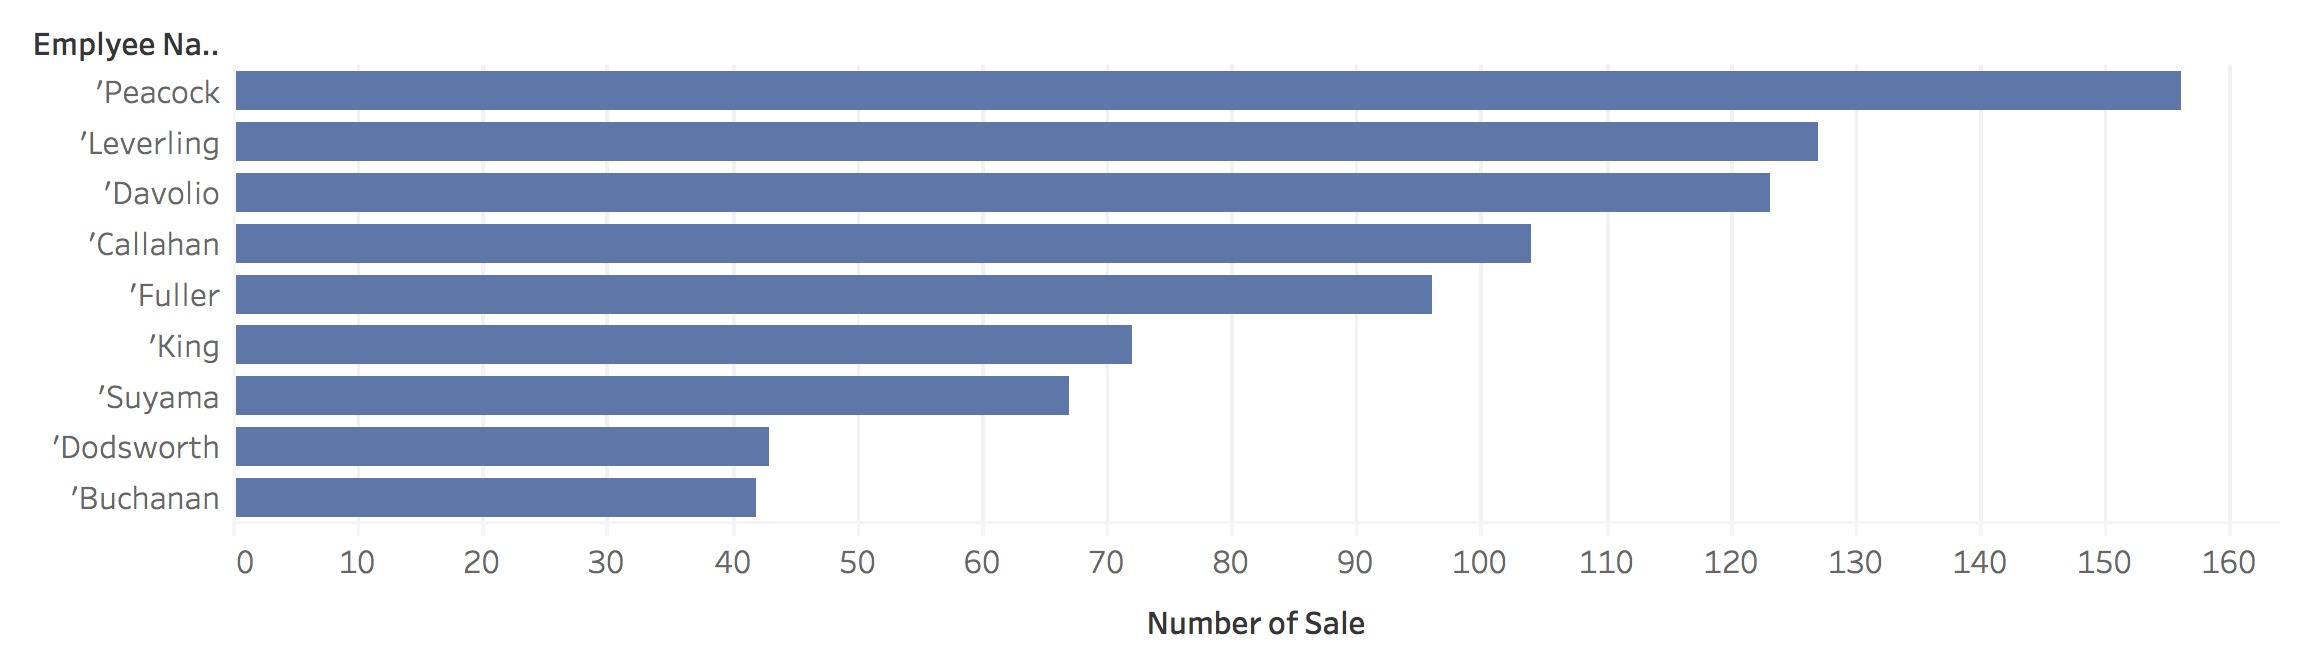 Emplyee Na..
′Peacock
′Leverling
′Davolio
′Callahan
′Fuller
′King
′Suyama
′Dodsworth
′Buchanan
0 10 20 30 40 50 60 70 80 90 100 110 120 130 140 150 160
Number of Sale